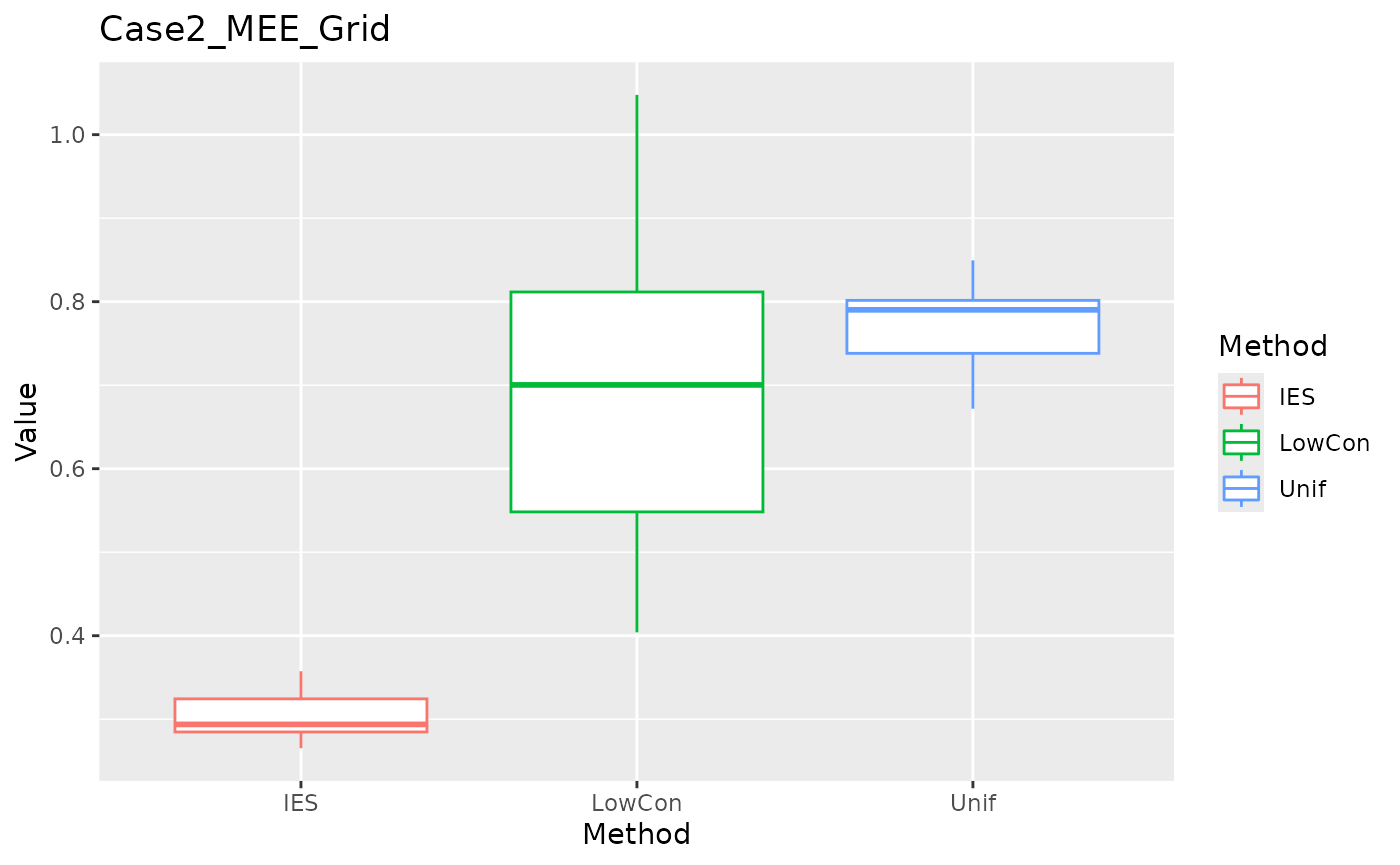 Case2_MEE_Grid
Value
1.0
0.8
0.6
0.4
IES
LowCon
Unif
Method
Method
IES
LowCon
Unif